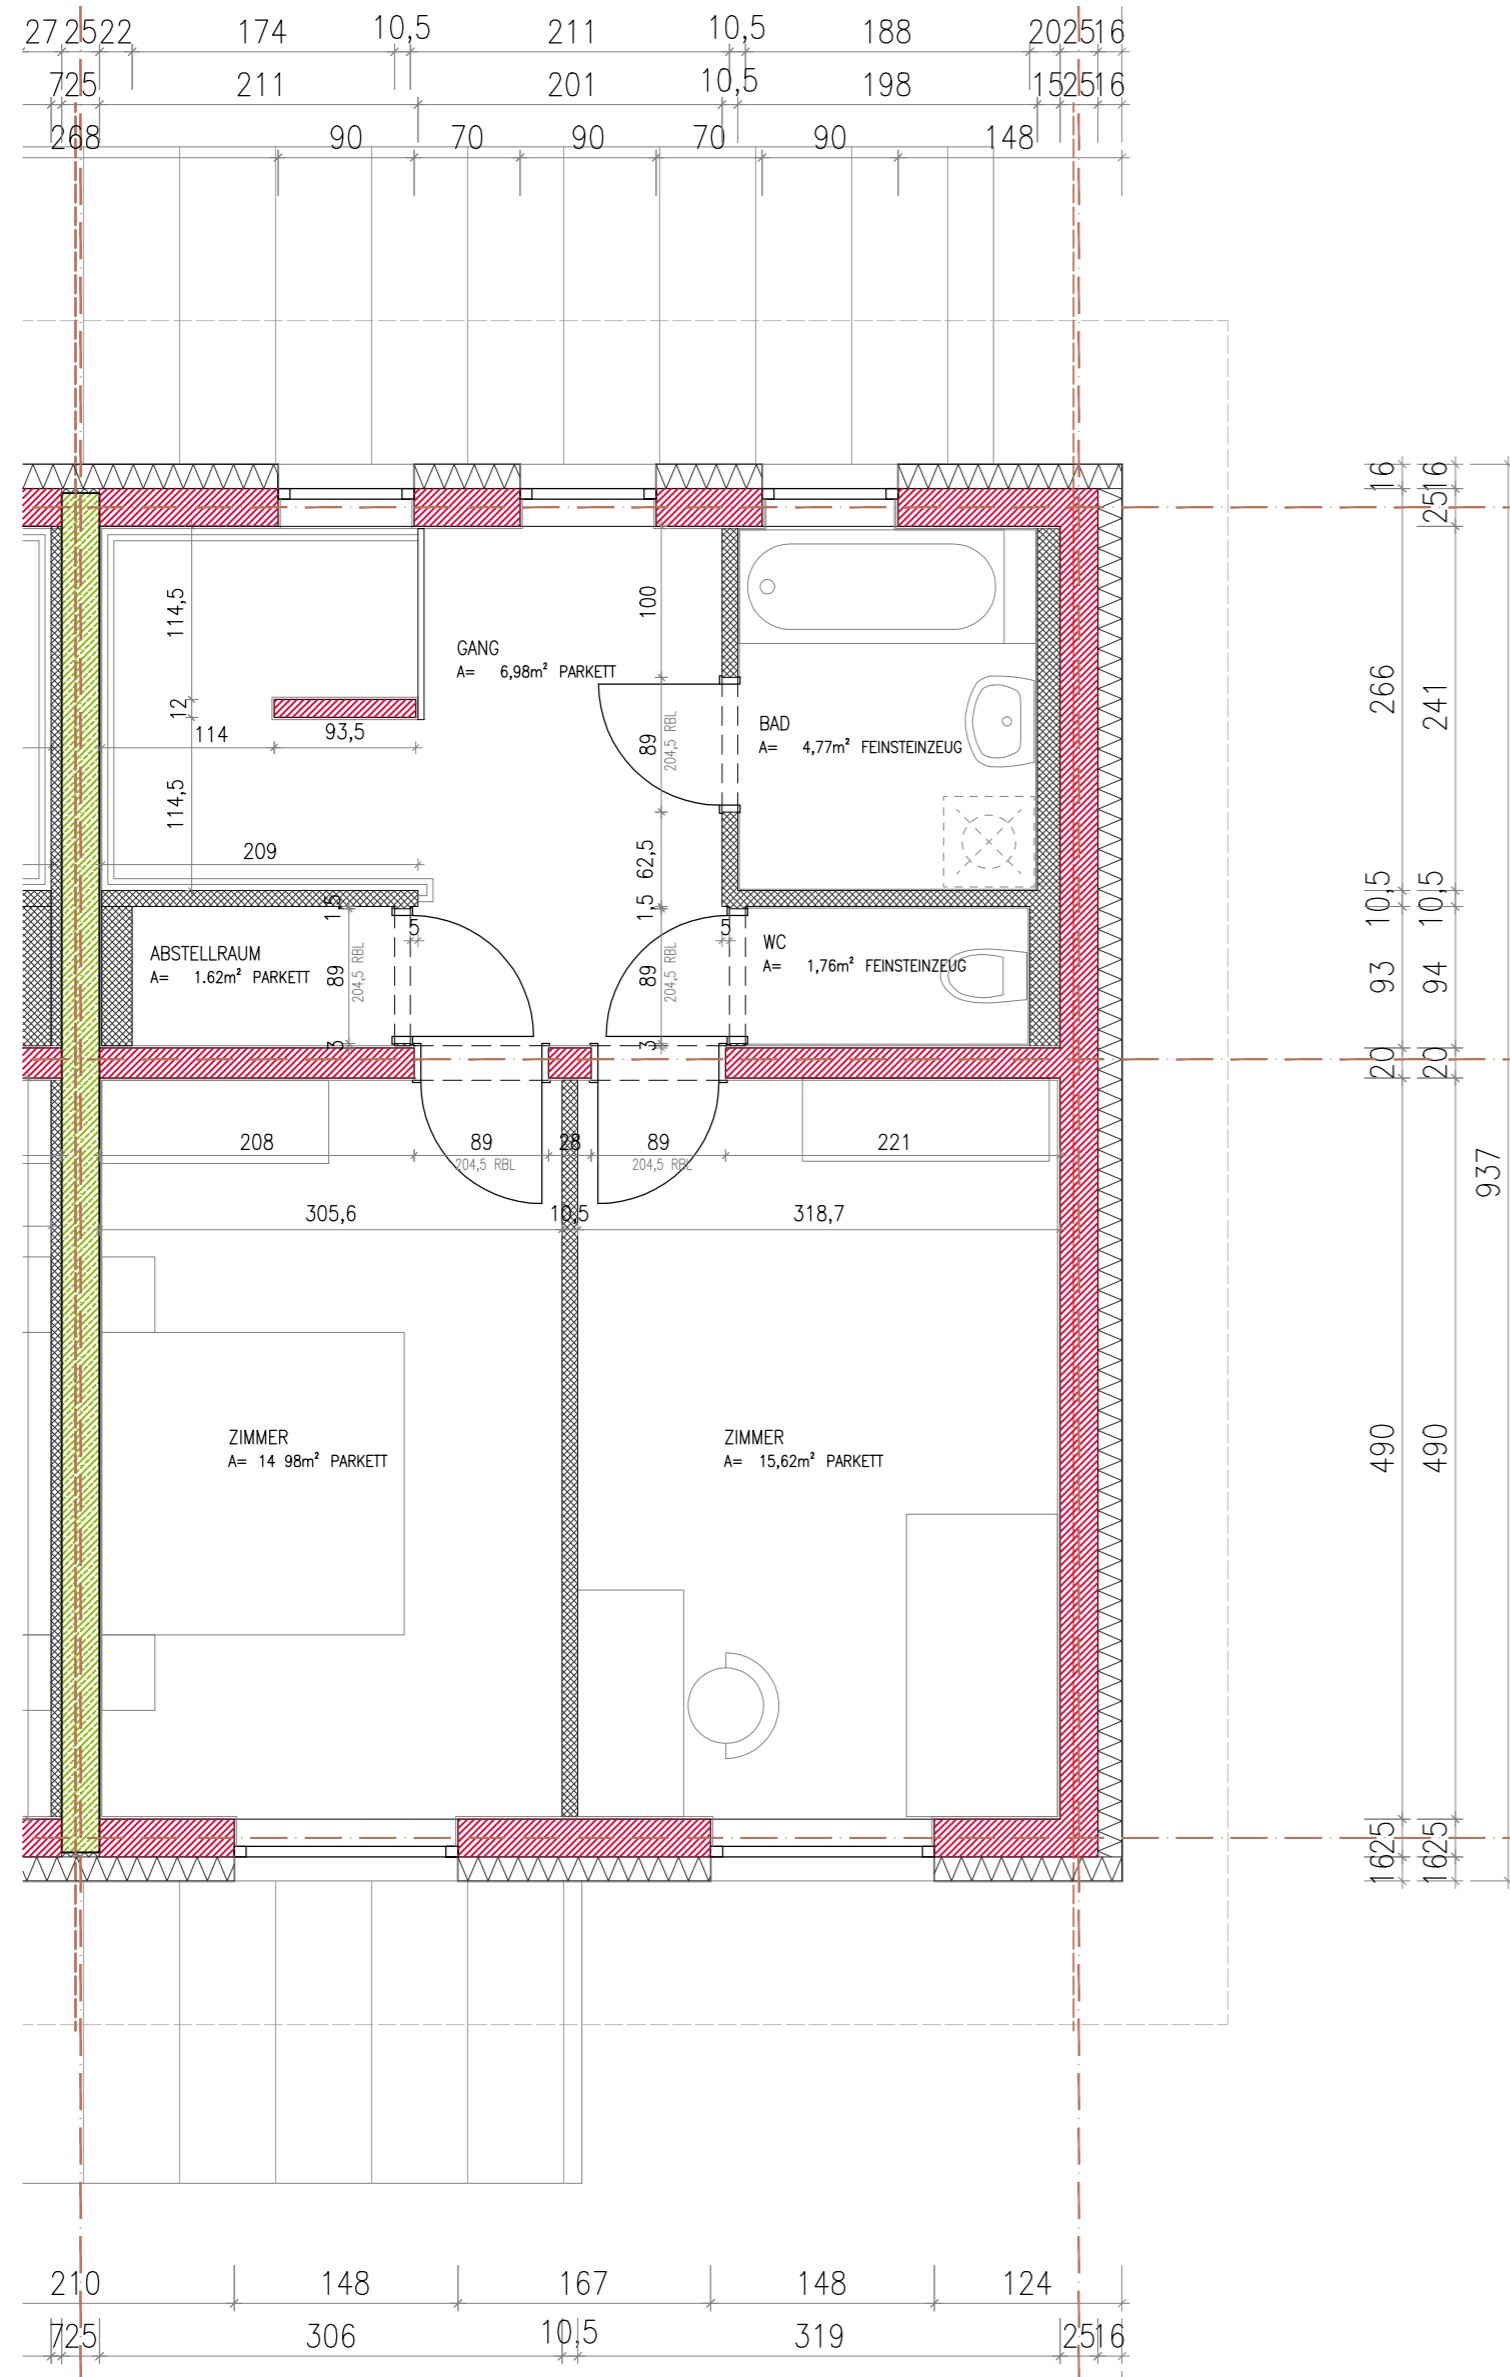 27 25 22 174 10,5 211 10,5 188 20 25 16
7 25 211 201 10,5 198 15 25 16
268 90 70 90 70 90 148
16 16
25
114,5 100
GANG
A= 6,98m² PARKETT
266 241
12
114 93,5
89
204,5 RBL
BAD
A= 4,77m² FEINSTEINZEUG
114,5
209
62,5
10,5 10,5
1,5 1,5
5 5
ABSTELLRAUM
A= 1.62m² PARKETT
89
204,5 RBL
89
204,5 RBL
WC
A= 1,76m² FEINSTEINZEUG
93 94
3 3
20 20
208 89 28 89 221
204,5 RBL 204,5 RBL
937
305,6 10,5 318,7
ZIMMER
A= 14 98m² PARKETT
ZIMMER
A= 15,62m² PARKETT
490 490
25 25
16 16
210 148 167 148 124
7 25 306 10,5 319 25 16